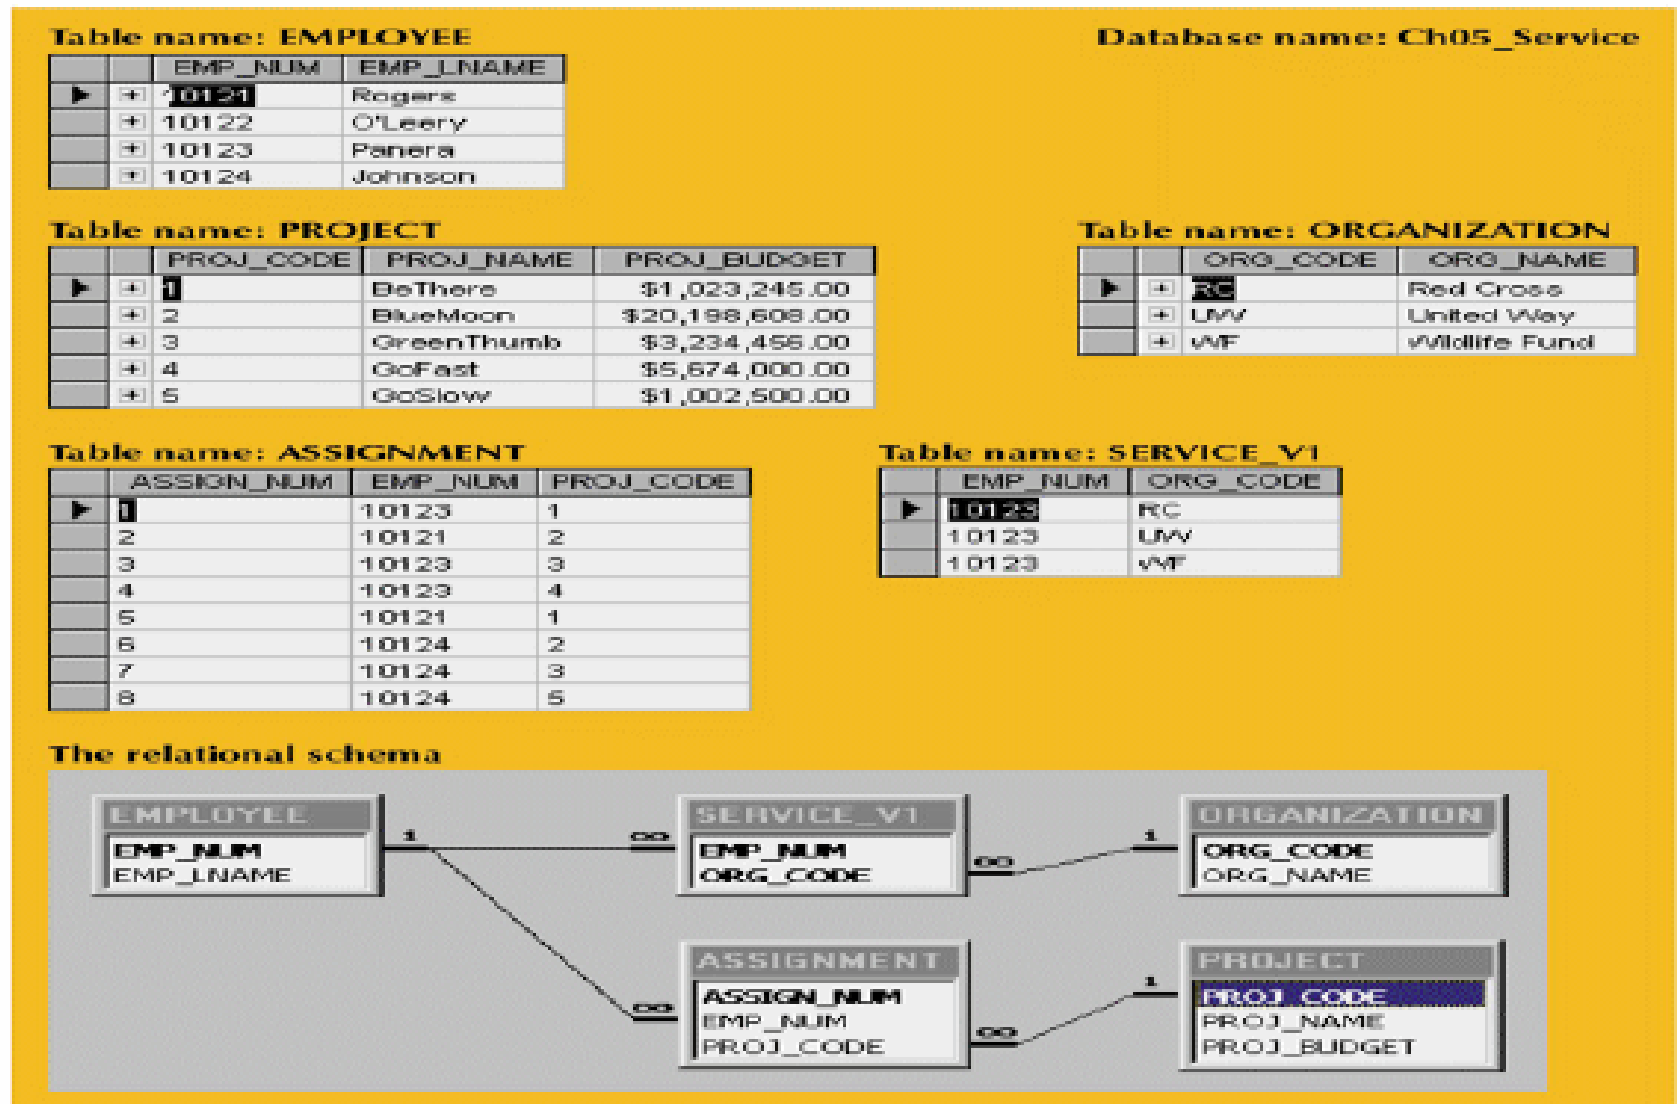 Table name: EMPLOYEE
Database name: Ch05_Service
EMP_NUM EMP_LNAME
10121 Rogers
10122 O'Leery
10123 Panera
10124 Johnson
Table name: PROJECT
PROJ_CODE PROJ_NAME PROJ_BUDGET
1 BeThere $1,023,245.00
2 BlueMoon $20,198,608.00
3 GreenThumb $3,234,456.00
4 GoFast $5,674,000.00
5 GoSlow $1,002,500.00
Table name: ORGANIZATION
ORG_CODE ORG_NAME
RC Red Cross
UW United Way
WF Wildlife Fund
Table name: ASSIGNMENT
ASSIGN_NUM EMP_NUM PROJ_CODE
1 10123 1
2 10121 2
3 10123 3
4 10123 4
5 10121 1
6 10124 2
7 10124 3
8 10124 5
Table name: SERVICE_V1
EMP_NUM ORG_CODE
10123 RC
10123 UW
10123 WF
The relational schema
EMPLOYEE
EMP_NUM
EMP_LNAME
1
∞
SERVICE_V1
EMP_NUM
ORG_CODE
∞
1
ORGANIZATION
ORG_CODE
ORG_NAME
∞
ASSIGNMENT
ASSIGN_NUM
EMP_NUM
PROJ_CODE
∞
1
PROJECT
PROJ_CODE
PROJ_NAME
PROJ_BUDGET